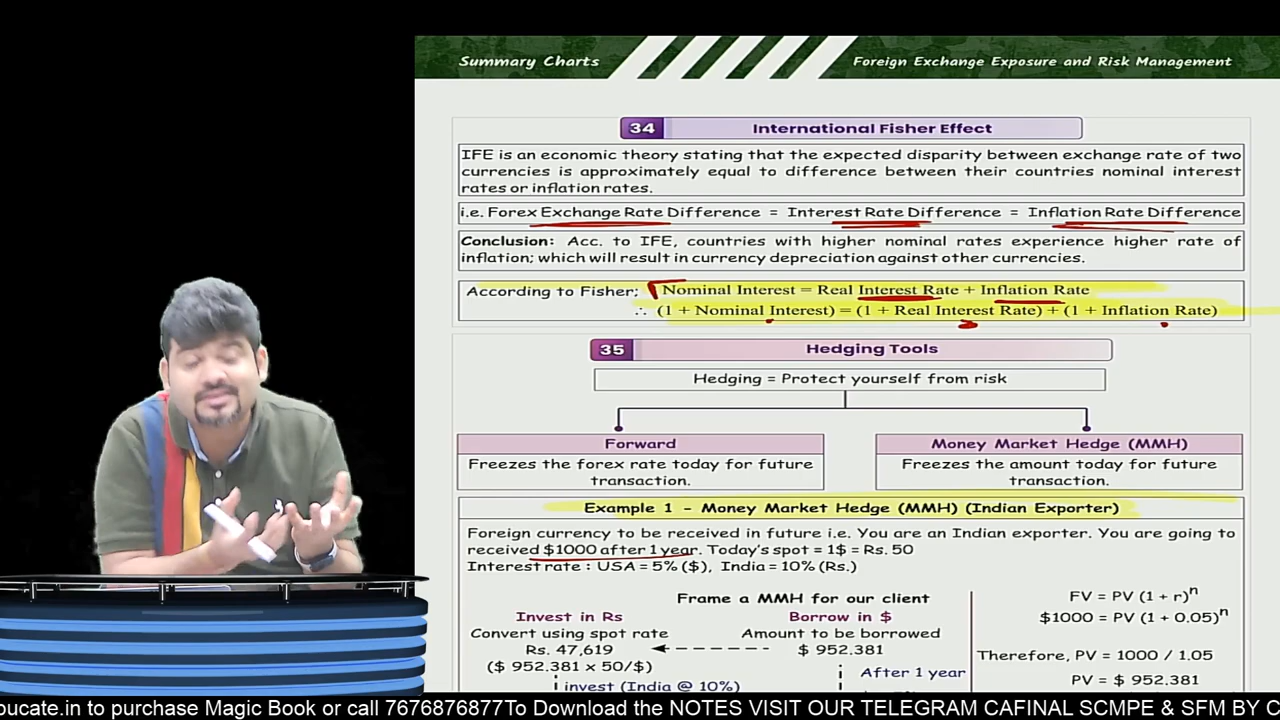 Summary Charts
Foreign Exchange Exposure and Risk Management
34 International Fisher Effect
IFE is an economic theory stating that the expected disparity between exchange rate of two
currencies is approximately equal to difference between their countries nominal interest
rates or inflation rates.
i.e. Forex Exchange Rate Difference = Interest Rate Difference = Inflation Rate Difference
Conclusion: Acc. to IFE, countries with higher nominal rates experience higher rate of
inflation; which will result in currency depreciation against other currencies.
According to Fisher; Nominal Interest = Real Interest Rate + Inflation Rate
∴ (1 + Nominal Interest) = (1 + Real Interest Rate) + (1 + Inflation Rate)
35 Hedging Tools
Hedging = Protect yourself from risk
Forward
Freezes the forex rate today for future
transaction.
Money Market Hedge (MMH)
Freezes the amount today for future
transaction.
Example 1 - Money Market Hedge (MMH) (Indian Exporter)
Foreign currency to be received in future i.e. You are an Indian exporter. You are going to
received $1000 after 1 year. Today's spot = 1$ = Rs. 50
Interest rate : USA = 5% ($), India = 10% (Rs.)
Frame a MMH for our client
Invest in Rs
Convert using spot rate
Rs. 47,619
($ 952.381 x 50/$)
invest (India @ 10%)
Borrow in $
Amount to be borrowed
$ 952.381
After 1 year
FV = PV (1 + r)ⁿ
$1000 = PV (1 + 0.05)ⁿ
Therefore, PV = 1000 / 1.05
PV = $ 952.381
oucate.in to purchase Magic Book or call 7676876877To Download the NOTES VISIT OUR TELEGRAM CAFINAL SCMPE & SFM BY C